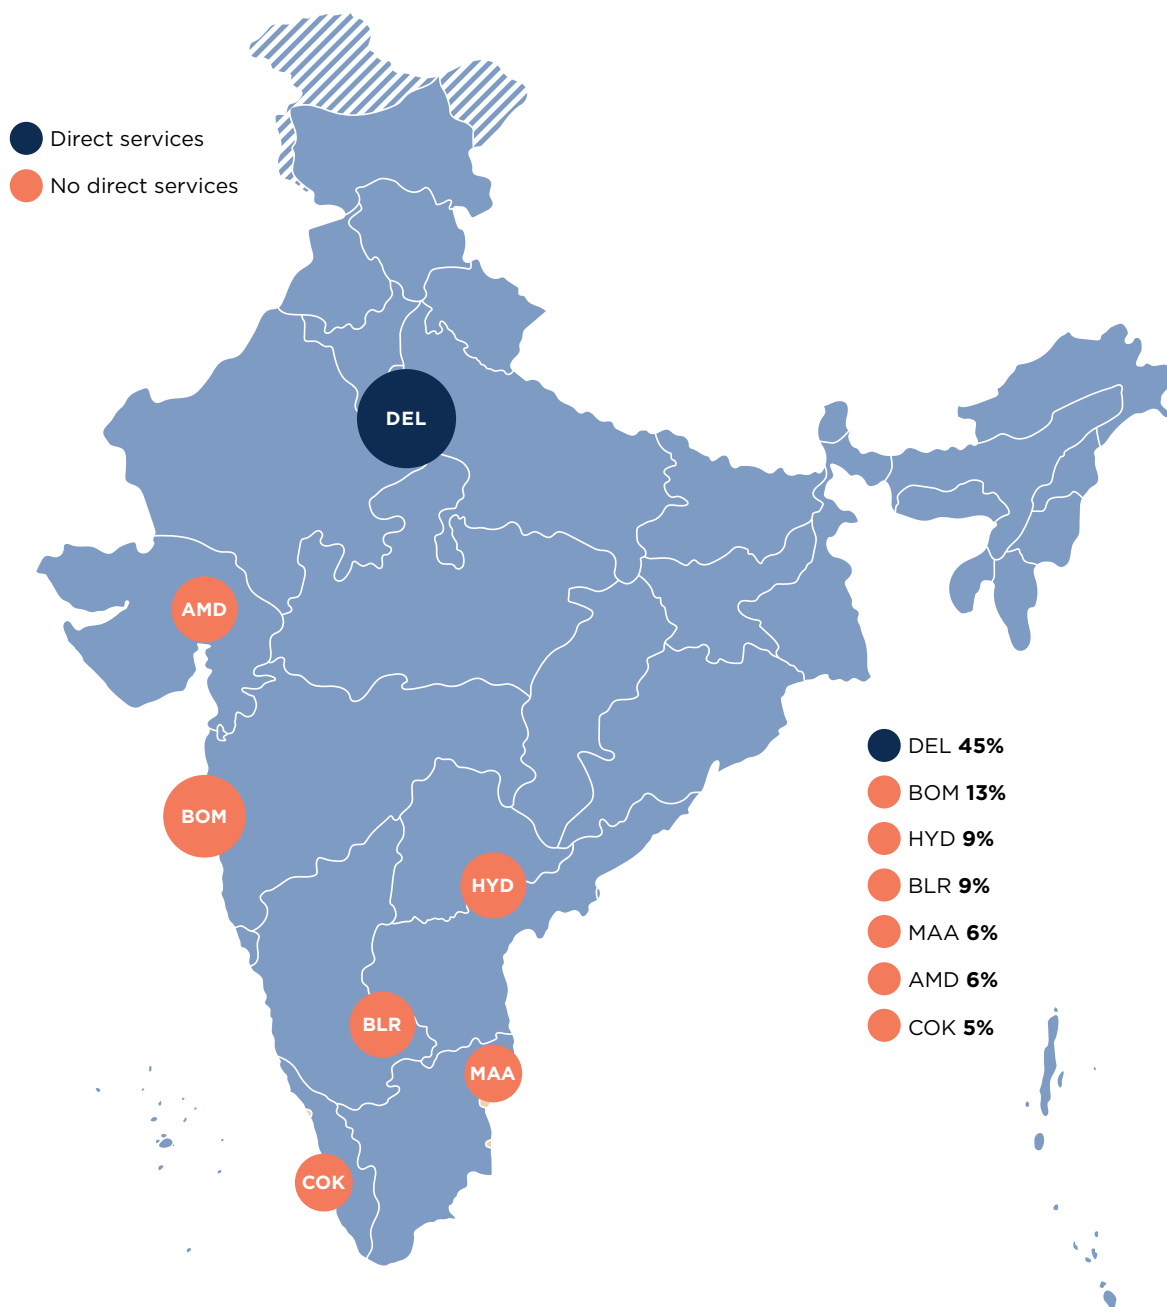 Direct services
No direct services
DEL
AMD
BOM
HYD
BLR
MAA
COK
DEL 45%
BOM 13%
HYD 9%
BLR 9%
MAA 6%
AMD 6%
COK 5%